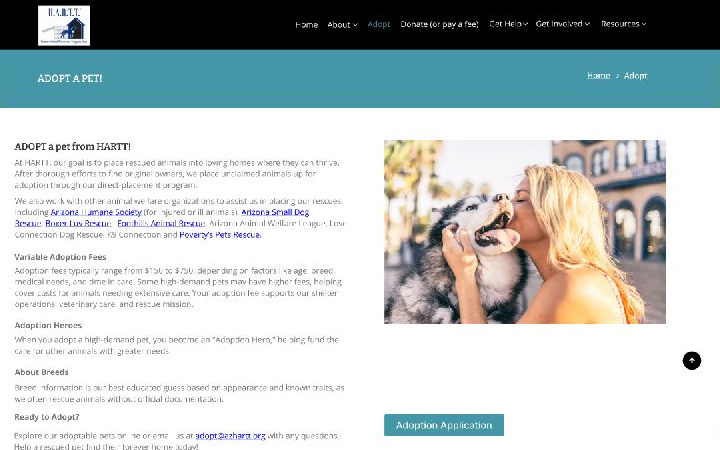 H.A.R.T.T.
Home About Adopt Donate (or pay a fee) Get Help Get Involved Resources
ADOPT A PET!
Home > Adopt
ADOPT a pet from HARTT!
At HARTT, our goal is to place rescued animals into loving homes where they can thrive.
After thorough efforts to find original owners, we place unclaimed animals up for
adoption through our direct-placement program.
We also work with other animal welfare organizations to assist us in placing our rescues,
including Arizona Humane Society (for injured or ill animals), Arizona Small Dog
Rescue, Boxer Luv Rescue, Foothills Animal Rescue, Arizona Animal Welfare League, Love
Connection Dog Rescue, K9 Connection and Poverty's Pets Rescue.
Variable Adoption Fees
Adoption fees typically range from $150 to $750, depending on factors like age, breed,
medical needs, and time in care. Some high-demand pets may have higher fees, helping
cover costs for animals needing extensive care. Your adoption fee supports our shelter
operations, veterinary care, and rescue mission.
Adoption Heroes
When you adopt a high-demand pet, you become an "Adoption Hero," helping fund the
care for other animals with greater needs.
About Breeds
Breed information is our best educated guess based on appearance and known traits, as
we often rescue animals without official documentation.
Ready to Adopt?
Explore our adoptable pets online or email us at adopt@azhartt.org with any questions.
Help a rescued pet find their forever home today!
Adoption Application